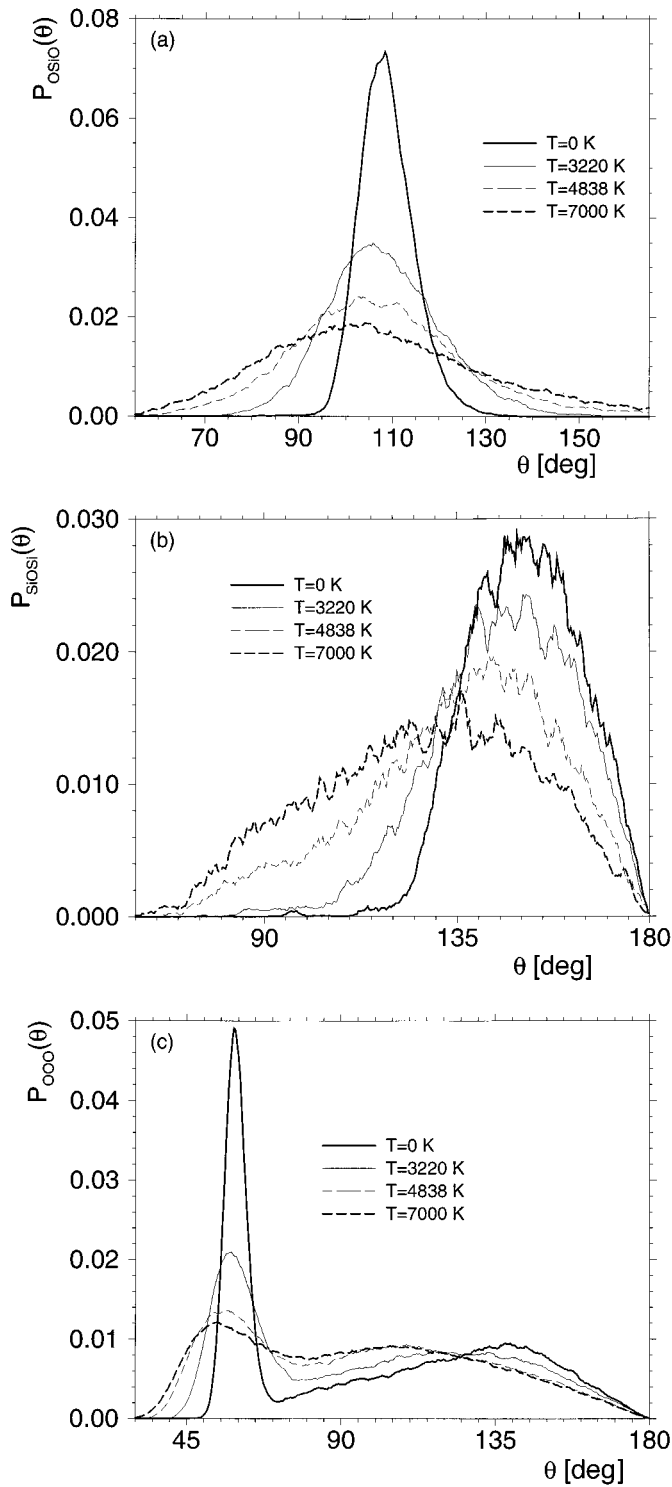 (a)
P_OSiO(θ)
0.08
0.06
0.04
0.02
0.00
T=0 K
T=3220 K
T=4838 K
T=7000 K
70 90 110 130 150
θ [deg]
(b)
P_SiOSi(θ)
0.030
0.020
0.010
0.000
T=0 K
T=3220 K
T=4838 K
T=7000 K
90 135 180
θ [deg]
(c)
P_OOO(θ)
0.05
0.04
0.03
0.02
0.01
0.00
T=0 K
T=3220 K
T=4838 K
T=7000 K
45 90 135 180
θ [deg]